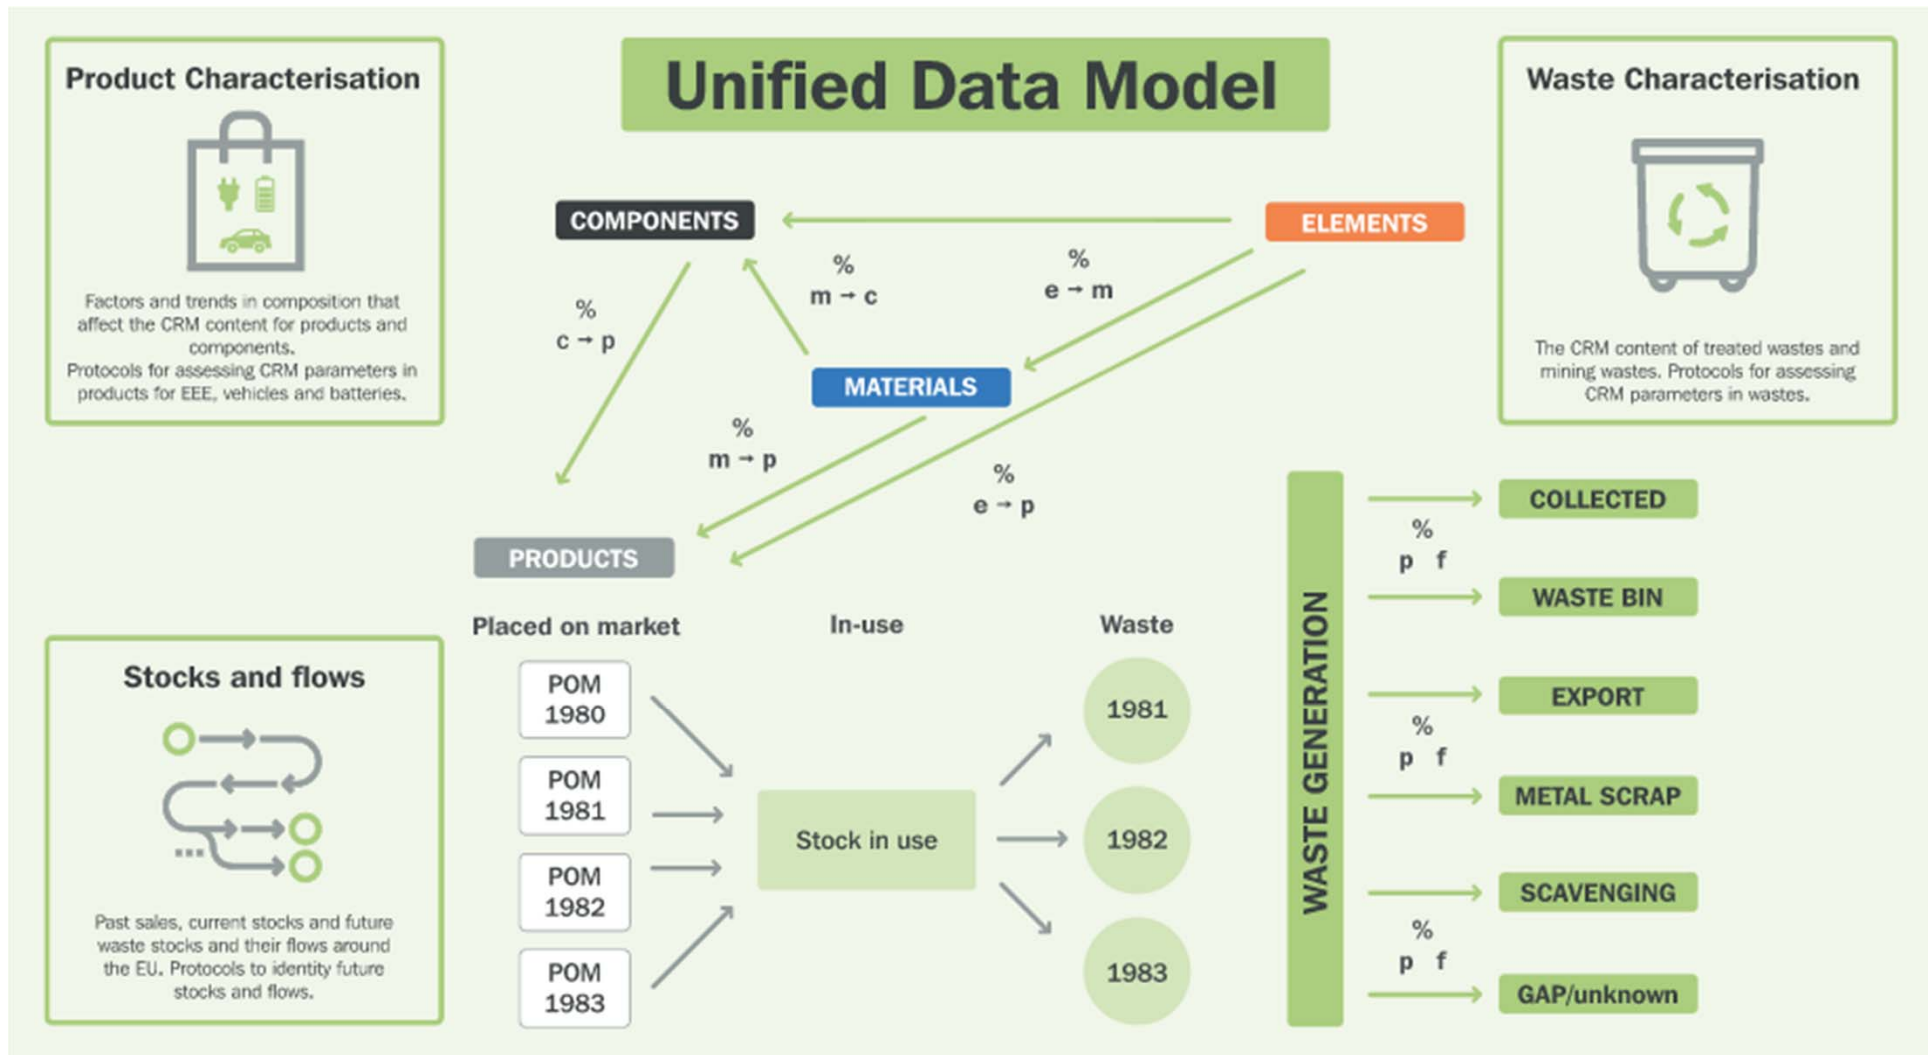 Unified Data Model
Product Characterisation
Factors and trends in composition that
affect the CRM content for products and
components.
Protocols for assessing CRM parameters in
products for EEE, vehicles and batteries.
Waste Characterisation
The CRM content of treated wastes and
mining wastes. Protocols for assessing
CRM parameters in wastes.
COMPONENTS
ELEMENTS
%
m → c
%
e → m
%
c → p
MATERIALS
%
m → p
%
e → p
PRODUCTS
Stocks and flows
Past sales, current stocks and future
waste stocks and their flows around
the EU. Protocols to identity future
stocks and flows.
Placed on market
In-use
Waste
POM
1980
POM
1981
POM
1982
POM
1983
Stock in use
1981
1982
1983
WASTE GENERATION
COLLECTED
%
p f
WASTE BIN
EXPORT
%
p f
METAL SCRAP
SCAVENGING
%
p f
GAP/unknown